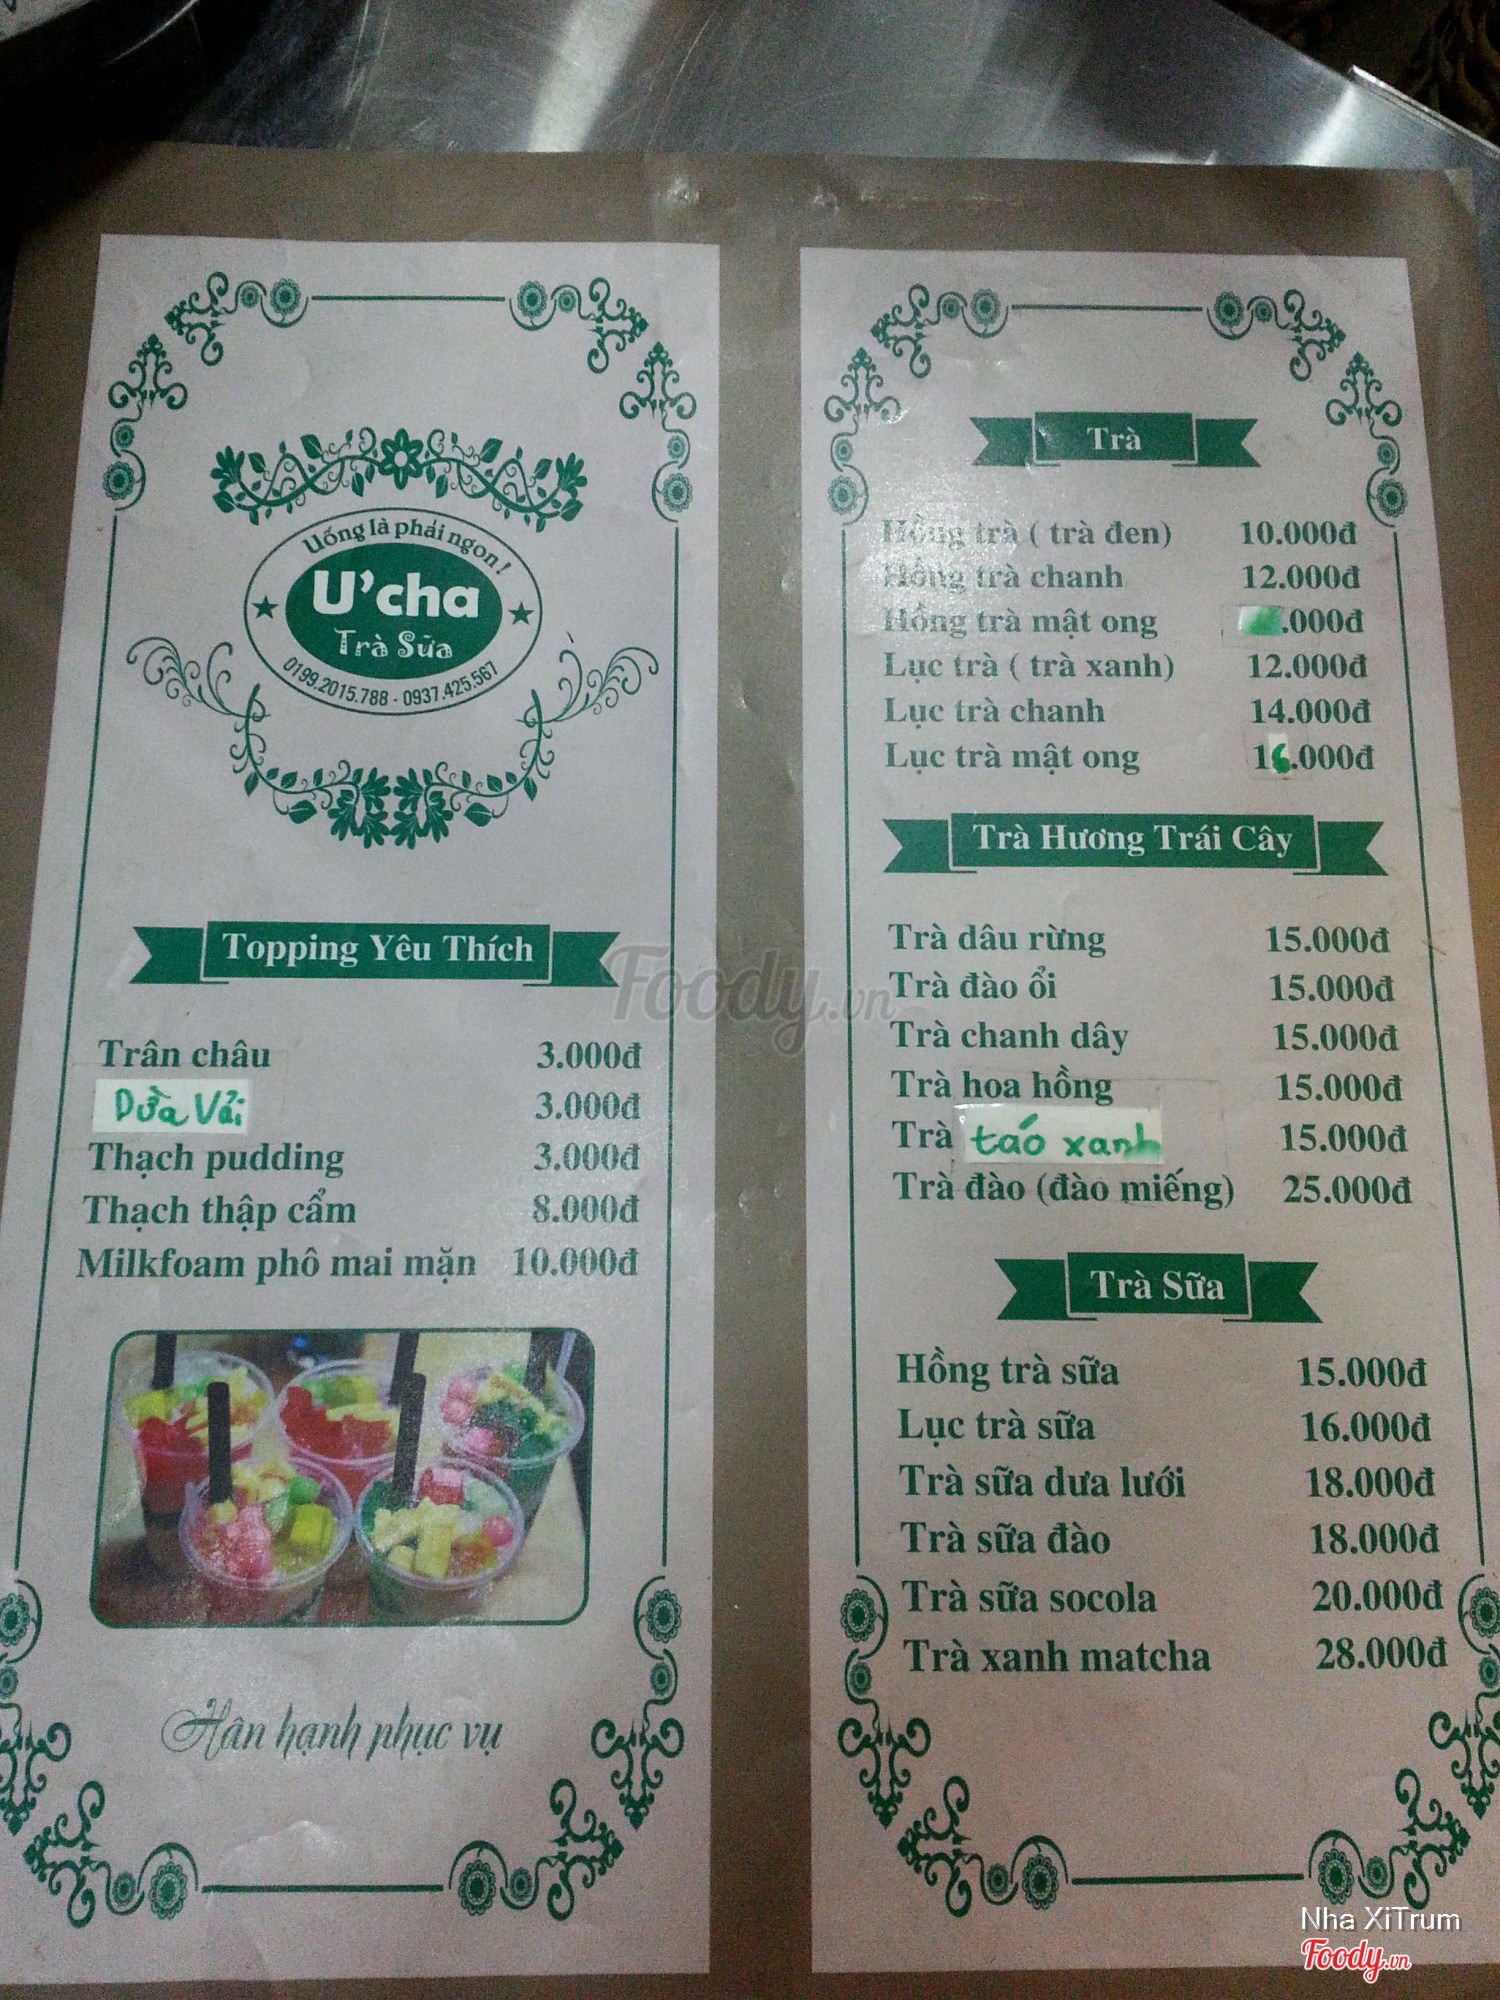 Uống là phải ngon!
U'cha
Trà Sữa
0199.2015.788 - 0937.425.567
Topping Yêu Thích
Trân châu 3.000đ
Dừa Vải 3.000đ
Thạch pudding 3.000đ
Thạch thập cẩm 8.000đ
Milkfoam phô mai mặn 10.000đ
Hân hạnh phục vụ
Trà
Hồng trà ( trà đen) 10.000đ
Hồng trà chanh 12.000đ
Hồng trà mật ong .000đ
Lục trà ( trà xanh) 12.000đ
Lục trà chanh 14.000đ
Lục trà mật ong 16.000đ
Trà Hương Trái Cây
Trà dâu rừng 15.000đ
Trà đào ổi 15.000đ
Trà chanh dây 15.000đ
Trà hoa hồng 15.000đ
Trà táo xanh 15.000đ
Trà đào (đào miếng) 25.000đ
Trà Sữa
Hồng trà sữa 15.000đ
Lục trà sữa 16.000đ
Trà sữa dưa lưới 18.000đ
Trà sữa đào 18.000đ
Trà sữa socola 20.000đ
Trà xanh matcha 28.000đ
Foody.vn
Nha XiTrum
Foody.vn